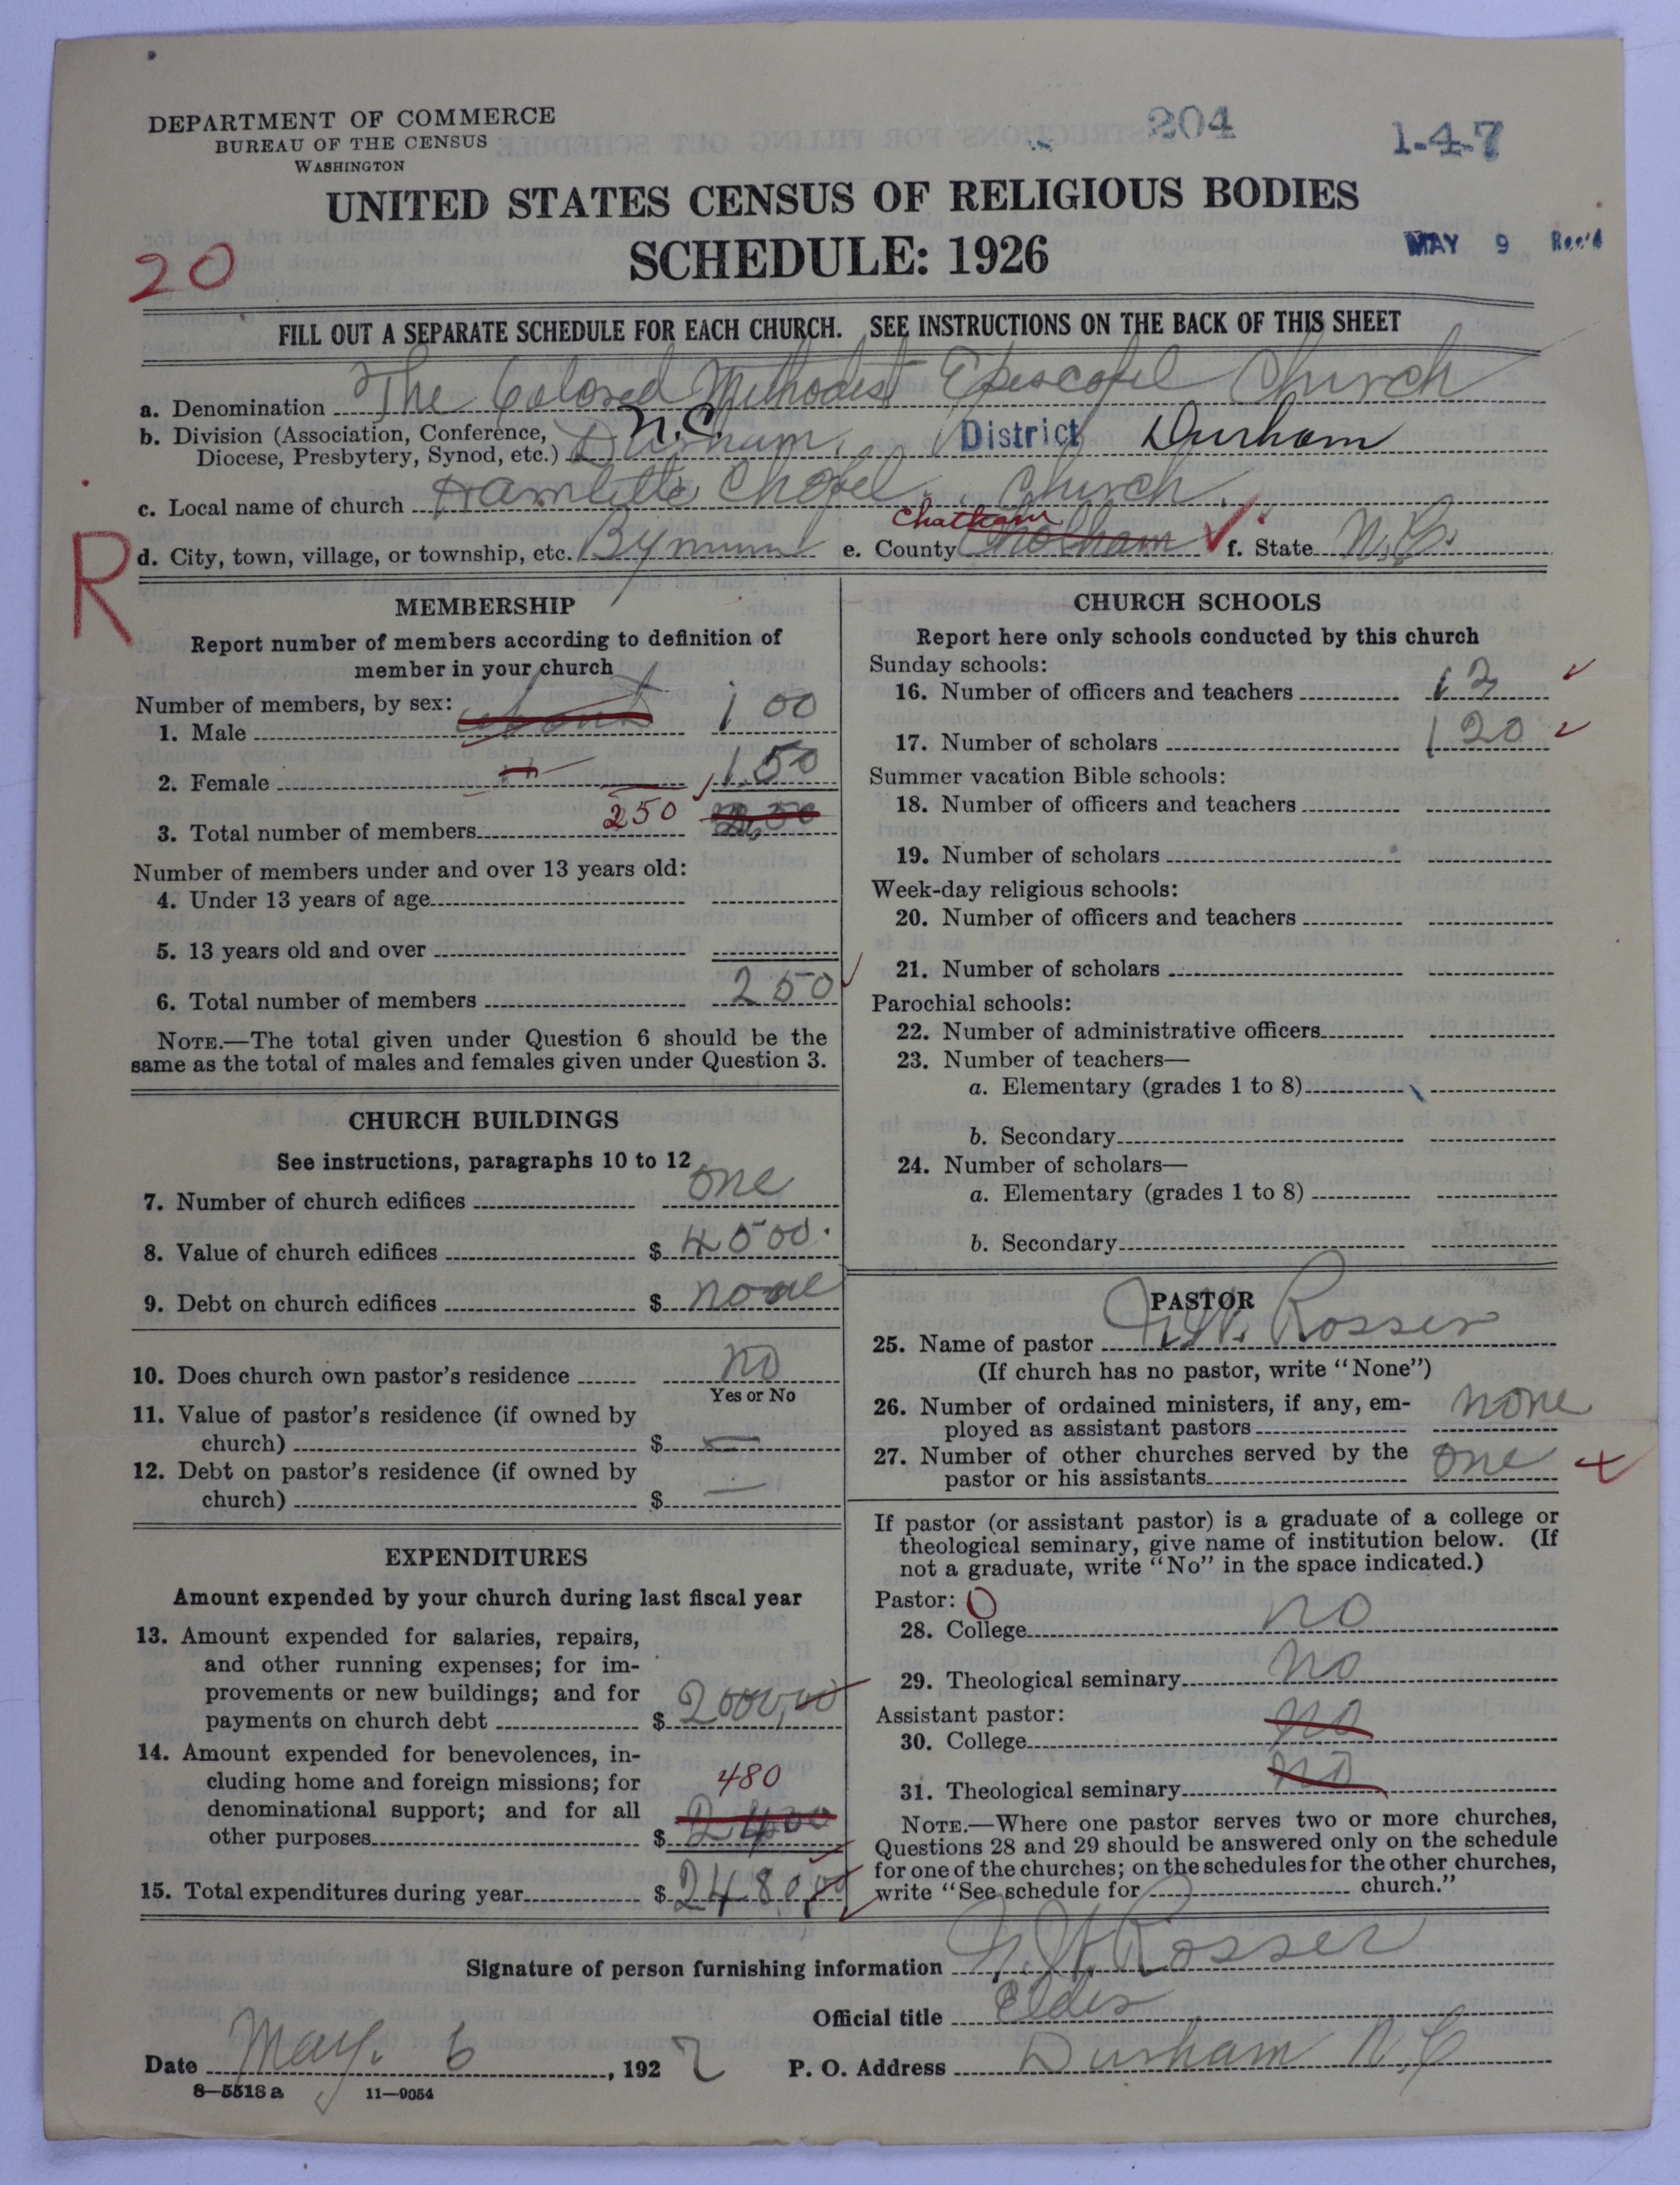 DEPARTMENT OF COMMERCE
BUREAU OF THE CENSUS
WASHINGTON
204
1-4-7
UNITED STATES CENSUS OF RELIGIOUS BODIES
SCHEDULE: 1926
MAY 9 Rec'd
20
FILL OUT A SEPARATE SCHEDULE FOR EACH CHURCH. SEE INSTRUCTIONS ON THE BACK OF THIS SHEET
a. Denomination The Colored Methodist Episcopel Church
b. Division (Association, Conference, Diocese, Presbytery, Synod, etc.) Durham N.C. District Durham
c. Local name of church Hamlette Chapel Church
R
d. City, town, village, or township, etc. Bynum e. County Chatham f. State N.C.
MEMBERSHIP
Report number of members according to definition of
member in your church
Number of members, by sex:
1. Male about 100
2. Female 150
3. Total number of members 250
Number of members under and over 13 years old:
4. Under 13 years of age
5. 13 years old and over
6. Total number of members 250
NOTE.—The total given under Question 6 should be the
same as the total of males and females given under Question 3.
CHURCH BUILDINGS
See instructions, paragraphs 10 to 12
7. Number of church edifices one
8. Value of church edifices $ 4500.
9. Debt on church edifices $ none
10. Does church own pastor's residence no
Yes or No
11. Value of pastor's residence (if owned by
church) $ —
12. Debt on pastor's residence (if owned by
church) $ —
EXPENDITURES
Amount expended by your church during last fiscal year
13. Amount expended for salaries, repairs,
and other running expenses; for im-
provements or new buildings; and for
payments on church debt $ 2000,00
14. Amount expended for benevolences, in-
cluding home and foreign missions; for
denominational support; and for all
other purposes $ 480
15. Total expenditures during year $ 2480,00
CHURCH SCHOOLS
Report here only schools conducted by this church
Sunday schools:
16. Number of officers and teachers 12
17. Number of scholars 120
Summer vacation Bible schools:
18. Number of officers and teachers
19. Number of scholars
Week-day religious schools:
20. Number of officers and teachers
21. Number of scholars
Parochial schools:
22. Number of administrative officers
23. Number of teachers—
a. Elementary (grades 1 to 8)
b. Secondary
24. Number of scholars—
a. Elementary (grades 1 to 8)
b. Secondary
PASTOR
25. Name of pastor Rosser
(If church has no pastor, write "None")
26. Number of ordained ministers, if any, em-
ployed as assistant pastors none
27. Number of other churches served by the
pastor or his assistants one
If pastor (or assistant pastor) is a graduate of a college or
theological seminary, give name of institution below. (If
not a graduate, write "No" in the space indicated.)
Pastor: 0
28. College no
29. Theological seminary no
Assistant pastor:
30. College no
31. Theological seminary no
NOTE.—Where one pastor serves two or more churches,
Questions 28 and 29 should be answered only on the schedule
for one of the churches; on the schedules for the other churches,
write "See schedule for church."
Signature of person furnishing information Rosser
Official title Elder
Date May. 6, 1927 P. O. Address Durham N.C
8—5518 a 11—9054